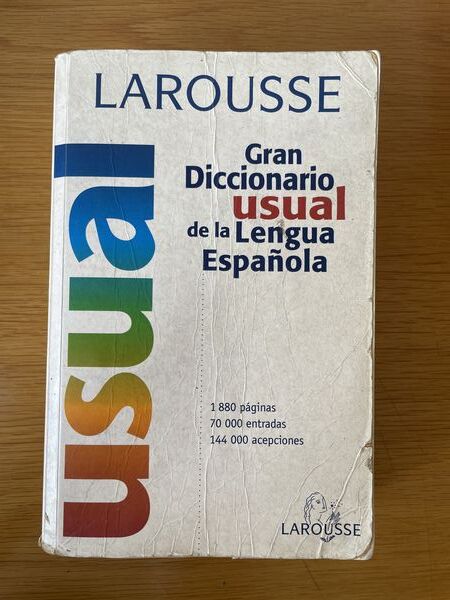 LAROUSSE
usual
Gran
Diccionario
usual
de la Lengua
Española
1 880 páginas
70 000 entradas
144 000 acepciones
LAROUSSE